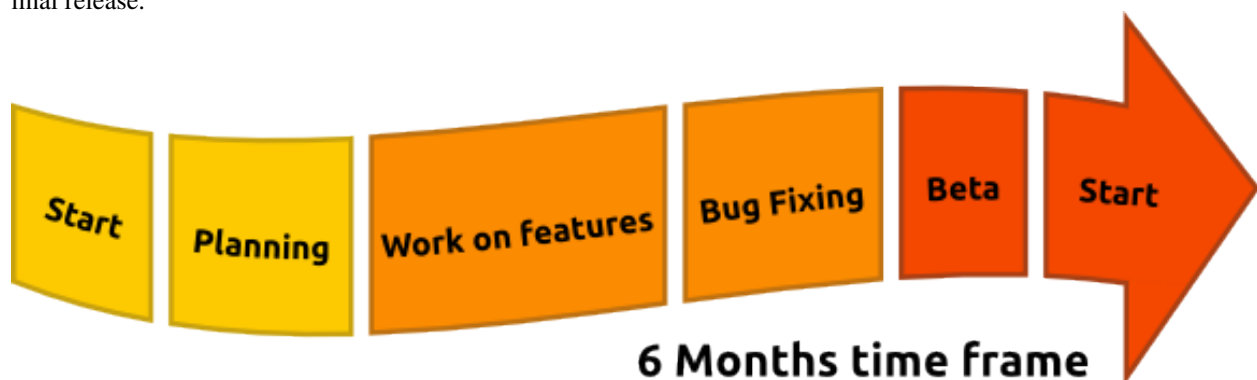 final release.
Start
Planning
Work on features
Bug Fixing
Beta
Start
6 Months time frame